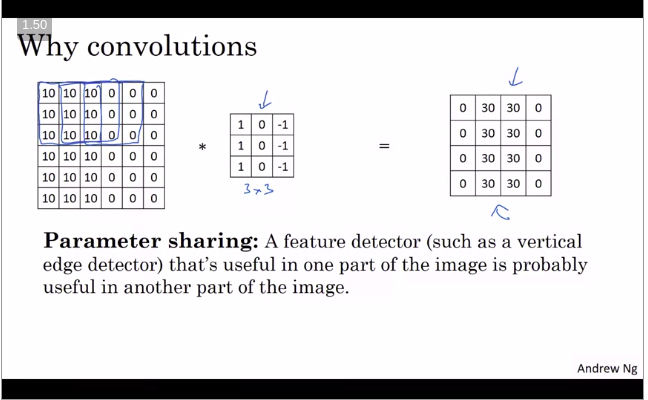 1.50
Why convolutions
10 10 10 0 0 0
10 10 10 0 0 0
10 10 10 0 0 0
10 10 10 0 0 0
10 10 10 0 0 0
10 10 10 0 0 0
*
1 0 -1
1 0 -1
1 0 -1
3×3
=
0 30 30 0
0 30 30 0
0 30 30 0
0 30 30 0
Parameter sharing: A feature detector (such as a vertical
edge detector) that’s useful in one part of the image is probably
useful in another part of the image.
Andrew Ng